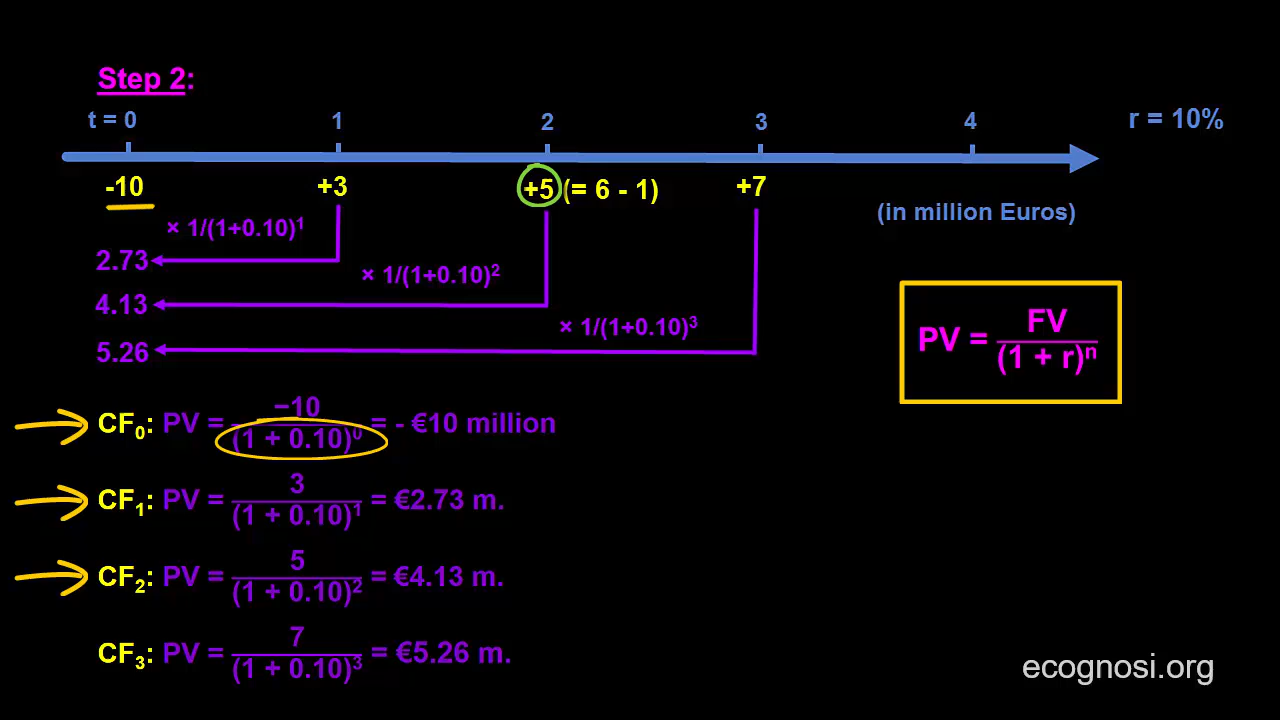 Step 2:
t = 0 1 2 3 4 r = 10%
-10 +3 +5 (= 6 - 1) +7
(in million Euros)
× 1/(1+0.10)¹
2.73
× 1/(1+0.10)²
4.13
× 1/(1+0.10)³
5.26
PV = FV / (1 + r)ⁿ
CF₀: PV = −10 / (1 + 0.10)⁰ = - €10 million
CF₁: PV = 3 / (1 + 0.10)¹ = €2.73 m.
CF₂: PV = 5 / (1 + 0.10)² = €4.13 m.
CF₃: PV = 7 / (1 + 0.10)³ = €5.26 m.
ecognosi.org